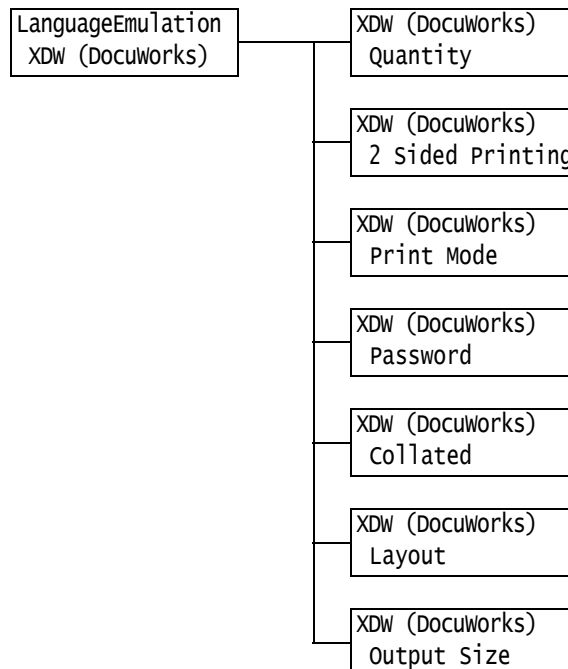 LanguageEmulation
XDW (DocuWorks)
XDW (DocuWorks)
Quantity
XDW (DocuWorks)
2 Sided Printing
XDW (DocuWorks)
Print Mode
XDW (DocuWorks)
Password
XDW (DocuWorks)
Collated
XDW (DocuWorks)
Layout
XDW (DocuWorks)
Output Size